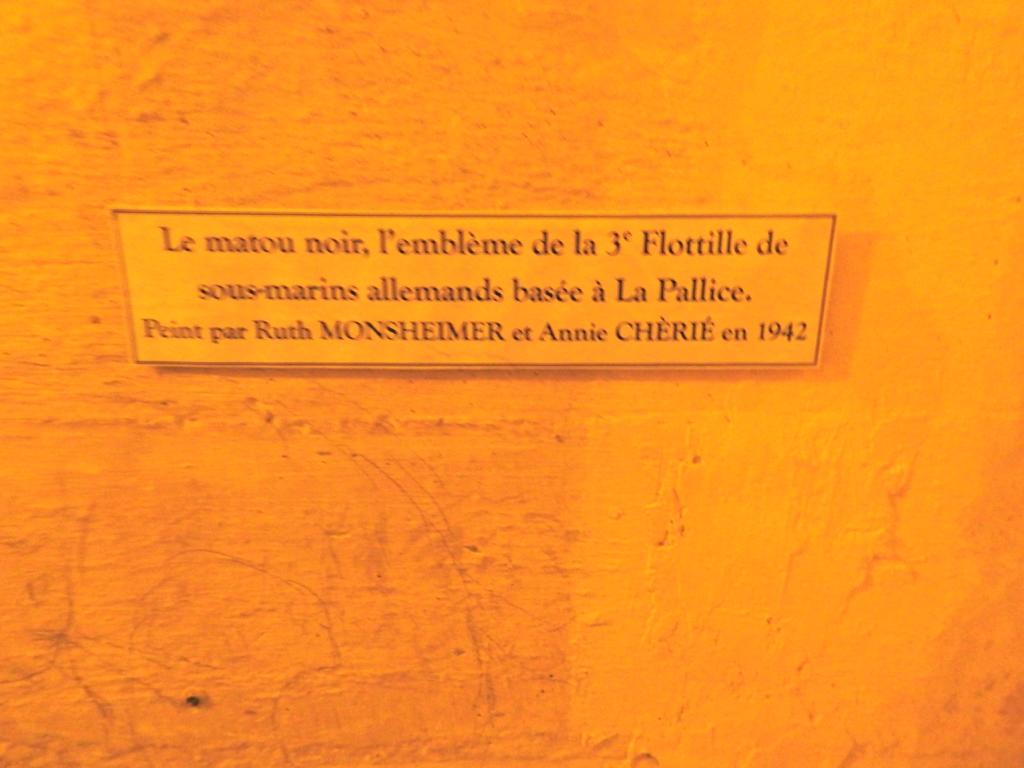 Le matou noir, l'emblème de la 3e Flottille de
sous-marins allemands basée à La Pallice.
Peint par Ruth MONSHEIMER et Annie CHÈRIÉ en 1942